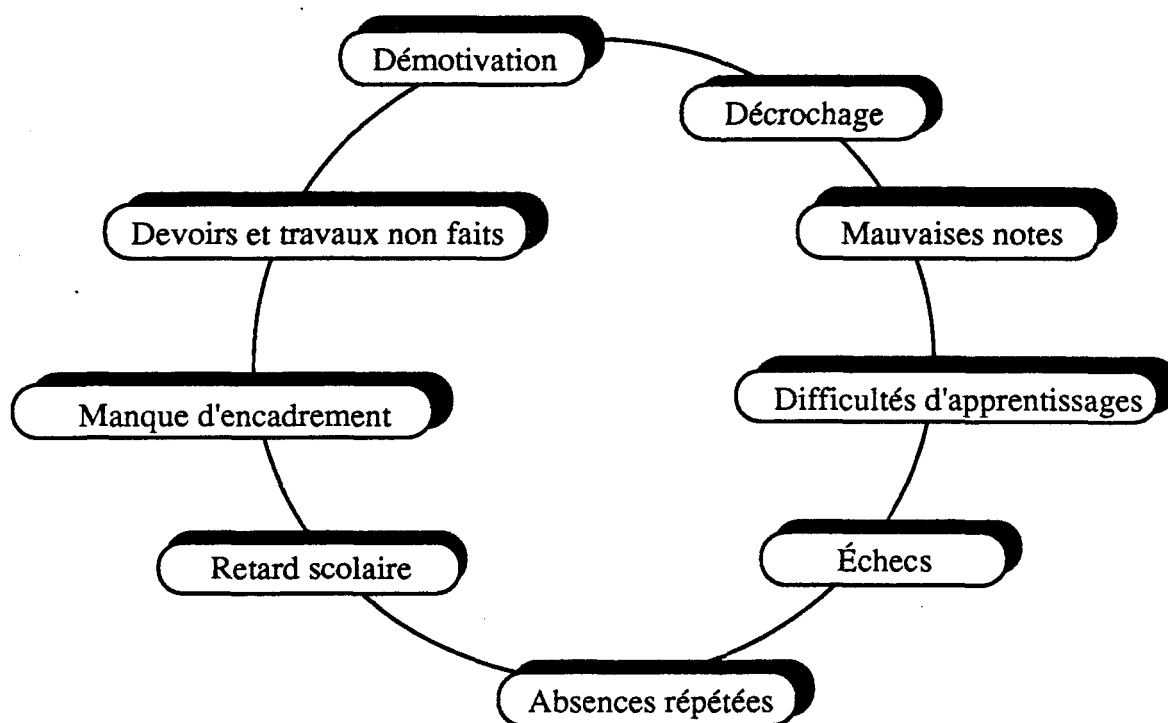 Démotivation
Décrochage
Devoirs et travaux non faits
Mauvaises notes
Manque d'encadrement
Difficultés d'apprentissages
Retard scolaire
Échecs
Absences répétées